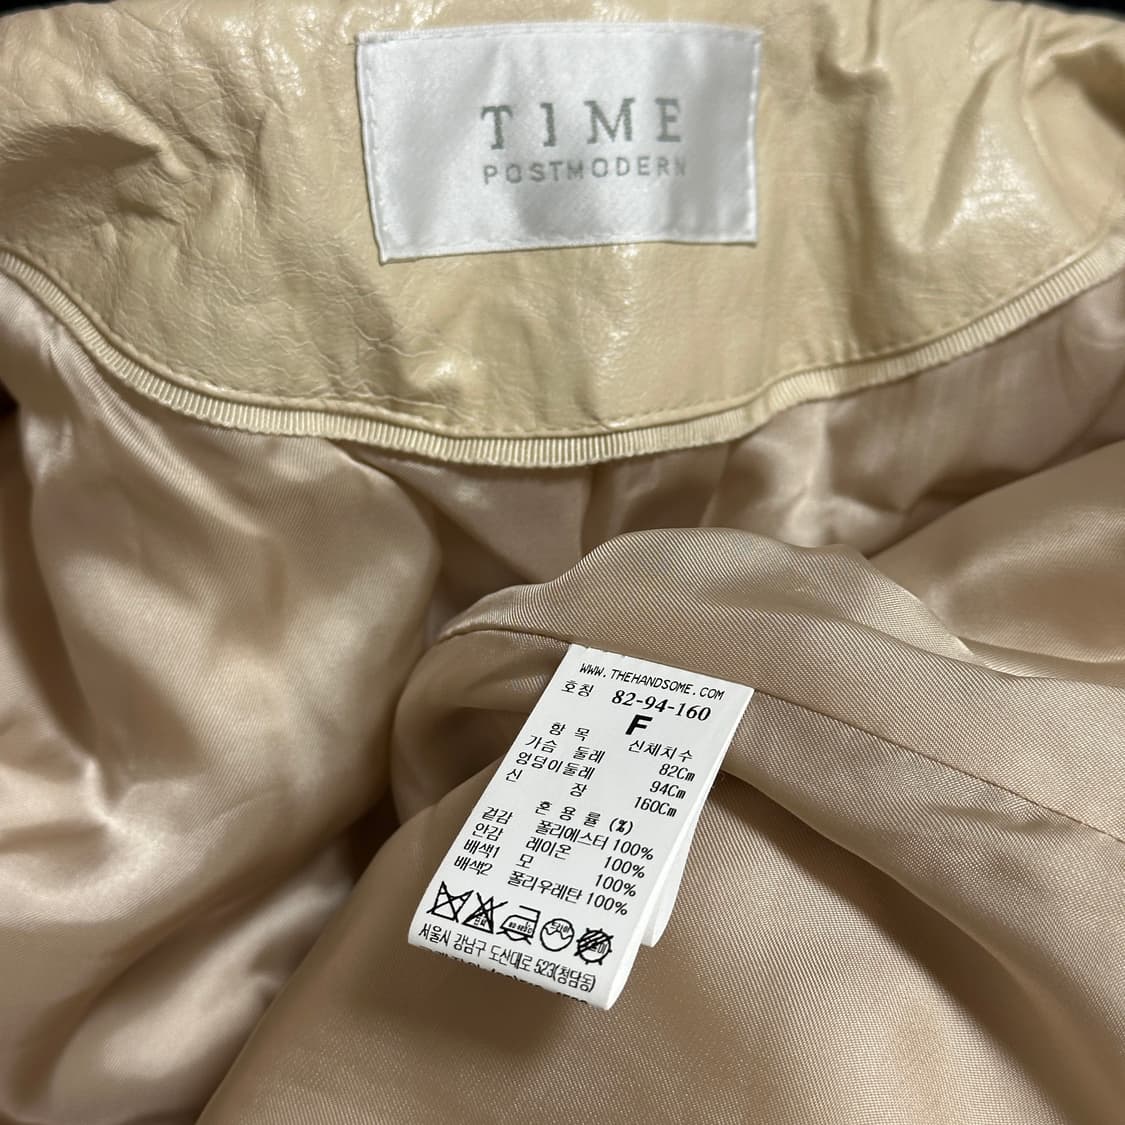 TIME
POSTMODERN
WWW.THEHANDSOME.COM
호칭 82-94-160
F
항 목 신체치수
가슴 둘레 82Cm
엉덩이둘레 94Cm
신 장 160Cm
혼 용 률 (%)
겉감 폴리에스터 100%
안감 레이온 100%
배색1 모 100%
배색2 폴리우레탄 100%
서울시 강남구 도산대로 523(청담동)